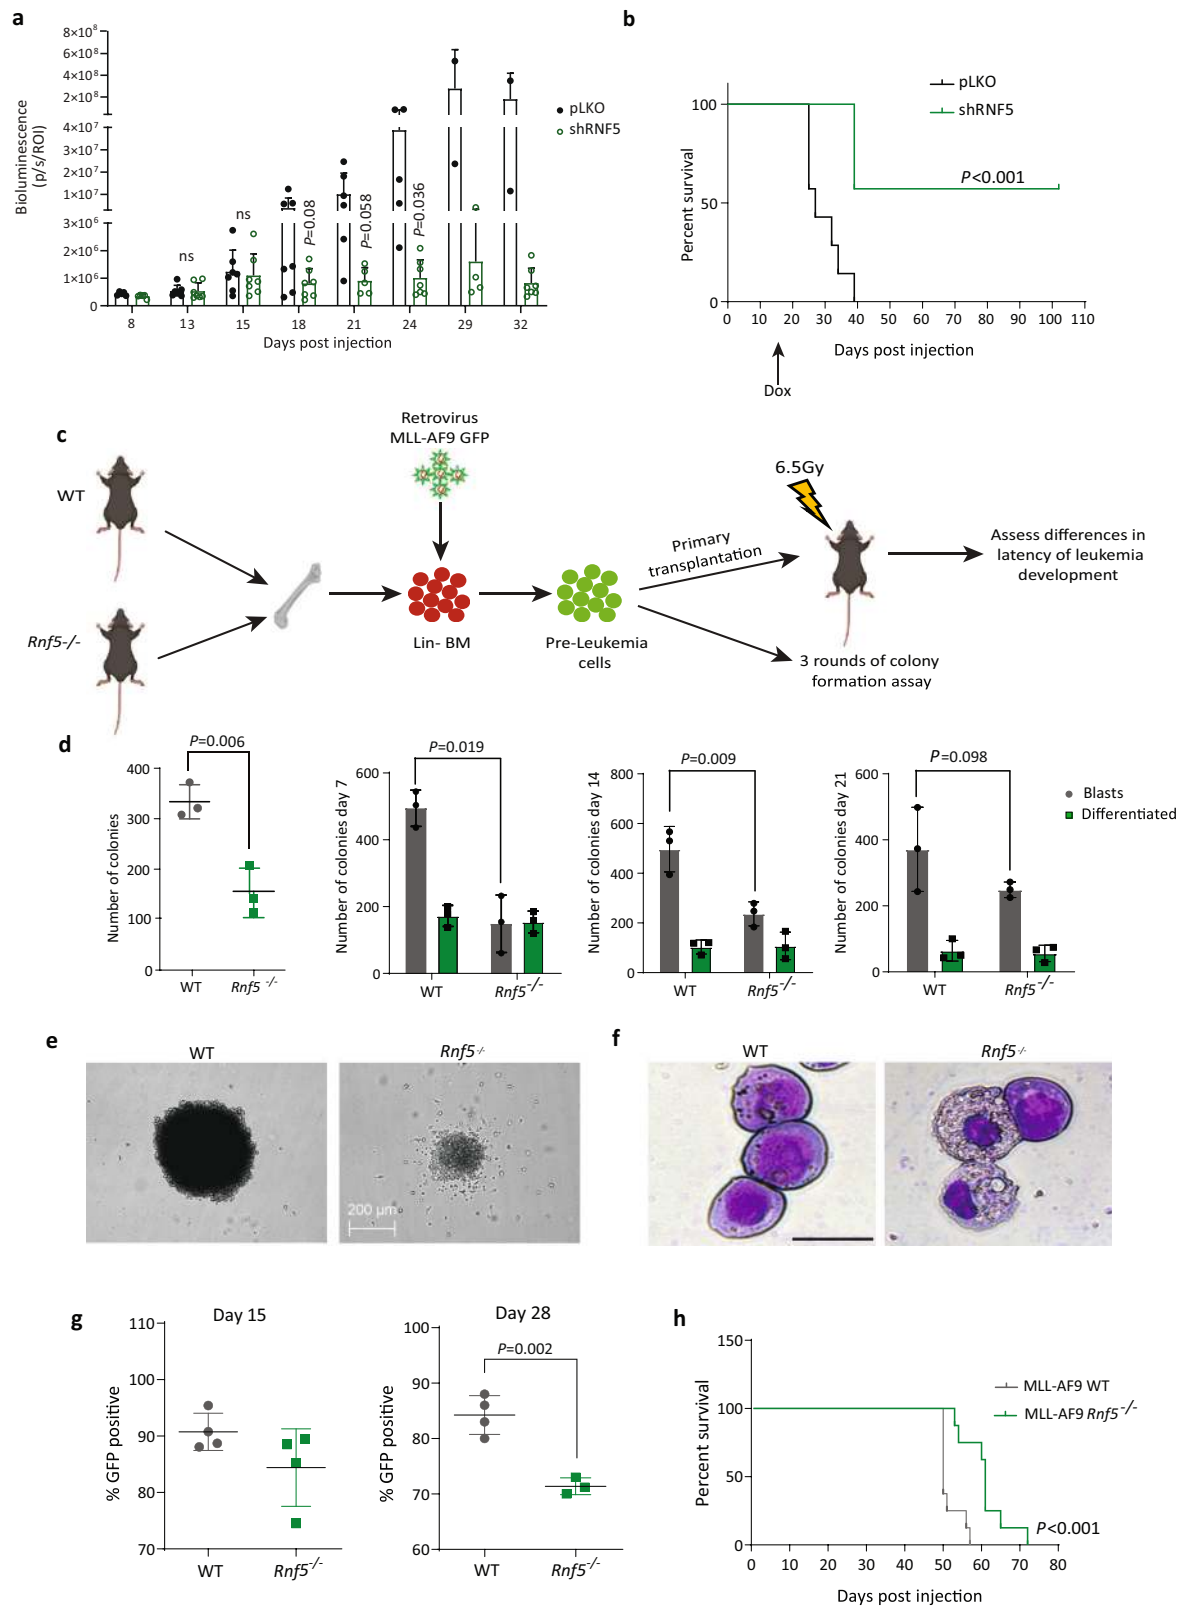 a
Bioluminescence
(p/s/ROI)
8×10⁸
6×10⁸
4×10⁸
2×10⁸
4×10⁷
3×10⁷
2×10⁷
1×10⁷
3×10⁶
2×10⁶
1×10⁶
0
ns
ns
P=0.08
P=0.058
P=0.036
8 13 15 18 21 24 29 32
Days post injection
pLKO
shRNF5
b
Percent survival
100
50
0
pLKO
shRNF5
P<0.001
0 10 20 30 40 50 60 70 80 90 100 110
Days post injection
Dox
c
WT
Rnf5-/-
Retrovirus
MLL-AF9 GFP
Lin- BM
Pre-Leukemia
cells
Primary
transplantation
6.5Gy
Assess differences in
latency of leukemia
development
3 rounds of colony
formation assay
d
P=0.006
Number of colonies
400
300
200
100
0
WT Rnf5 -/-
P=0.019
Number of colonies day 7
600
400
200
0
WT Rnf5-/-
P=0.009
Number of colonies day 14
800
600
400
200
0
WT Rnf5-/-
P=0.098
Number of colonies day 21
600
400
200
0
WT Rnf5-/-
Blasts
Differentiated
e
WT
Rnf5-/-
200 µm
f
WT
Rnf5-/-
g
Day 15
% GFP positive
110
100
90
80
70
WT Rnf5-/-
Day 28
P=0.002
% GFP positive
100
90
80
70
60
WT Rnf5-/-
h
Percent survival
150
100
50
0
MLL-AF9 WT
MLL-AF9 Rnf5-/-
P<0.001
0 10 20 30 40 50 60 70 80
Days post injection